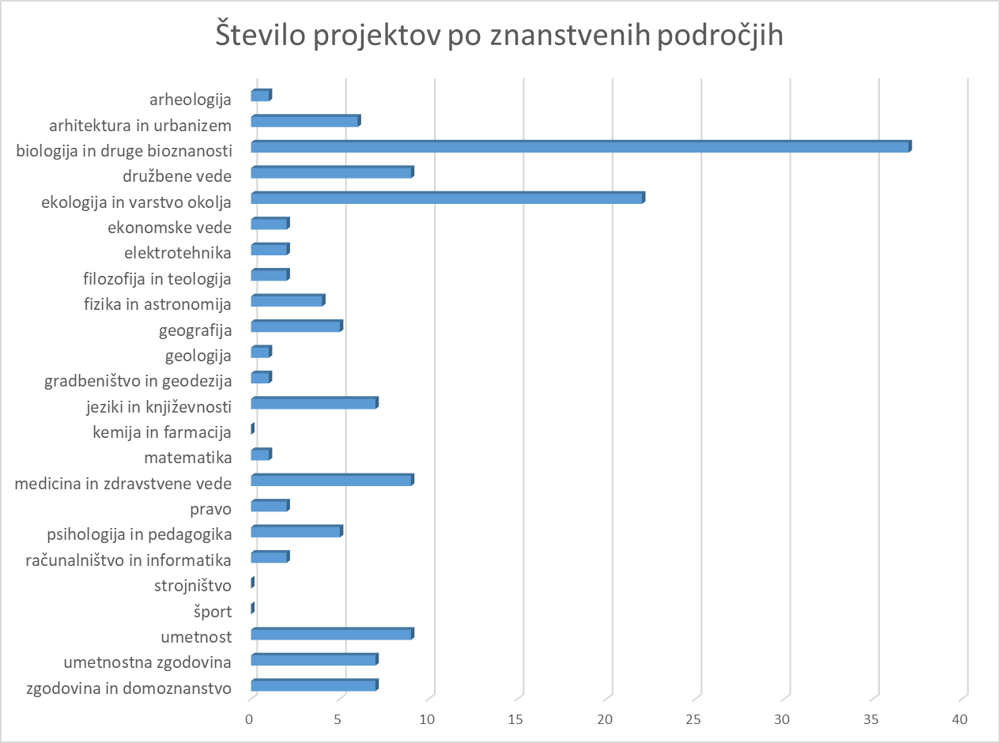 Število projektov po znanstvenih področjih
arheologija
arhitektura in urbanizem
biologija in druge bioznanosti
družbene vede
ekologija in varstvo okolja
ekonomske vede
elektrotehnika
filozofija in teologija
fizika in astronomija
geografija
geologija
gradbeništvo in geodezija
jeziki in književnosti
kemija in farmacija
matematika
medicina in zdravstvene vede
pravo
psihologija in pedagogika
računalništvo in informatika
strojništvo
šport
umetnost
umetnostna zgodovina
zgodovina in domoznanstvo
0 5 10 15 20 25 30 35 40